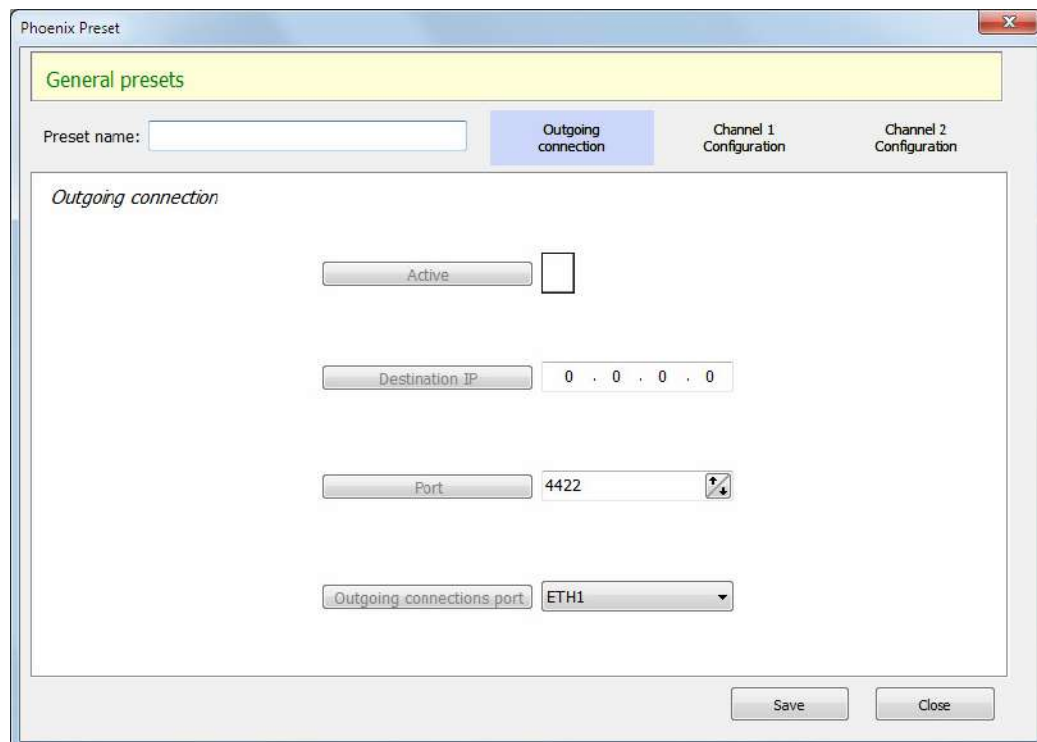 Phoenix Preset
General presets
Preset name:
Outgoing
connection
Channel 1
Configuration
Channel 2
Configuration
Outgoing connection
Active
Destination IP
0 . 0 . 0 . 0
Port
4422
Outgoing connections port
ETH1
Save
Close